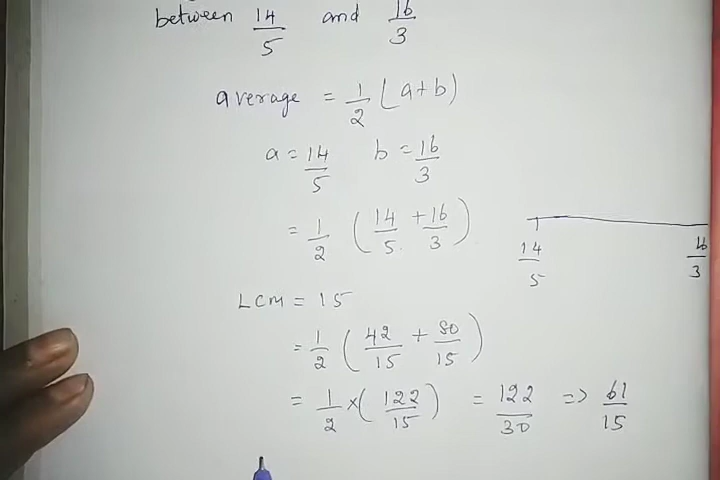 between 14/5 and 16/3
average = 1/2 (a+b)
a = 14/5 b = 16/3
= 1/2 (14/5 + 16/3)
14/5 16/3
LCM = 15
= 1/2 (42/15 + 80/15)
= 1/2 × (122/15) = 122/30 => 61/15